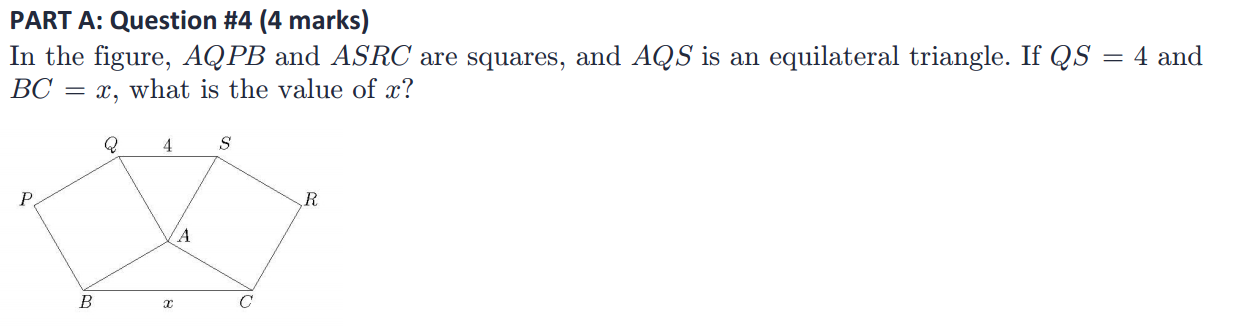 PART A: Question #4 (4 marks)
In the figure, AQPB and ASRC are squares, and AQS is an equilateral triangle. If QS = 4 and
BC = x, what is the value of x?
Q 4 S
P R
A
B x C